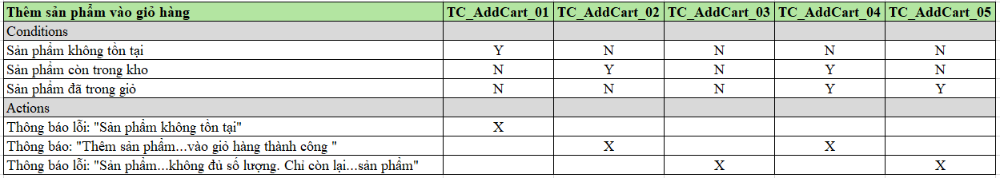 Thêm sản phẩm vào giỏ hàng TC_AddCart_01 TC_AddCart_02 TC_AddCart_03 TC_AddCart_04 TC_AddCart_05
Conditions
Sản phẩm không tồn tại Y N N N N
Sản phẩm còn trong kho N Y N Y N
Sản phẩm đã trong giỏ N N N Y Y
Actions
Thông báo lỗi: "Sản phẩm không tồn tại" X
Thông báo: "Thêm sản phẩm...vào giỏ hàng thành công " X X
Thông báo lỗi: "Sản phẩm...không đủ số lượng. Chỉ còn lại...sản phẩm" X X